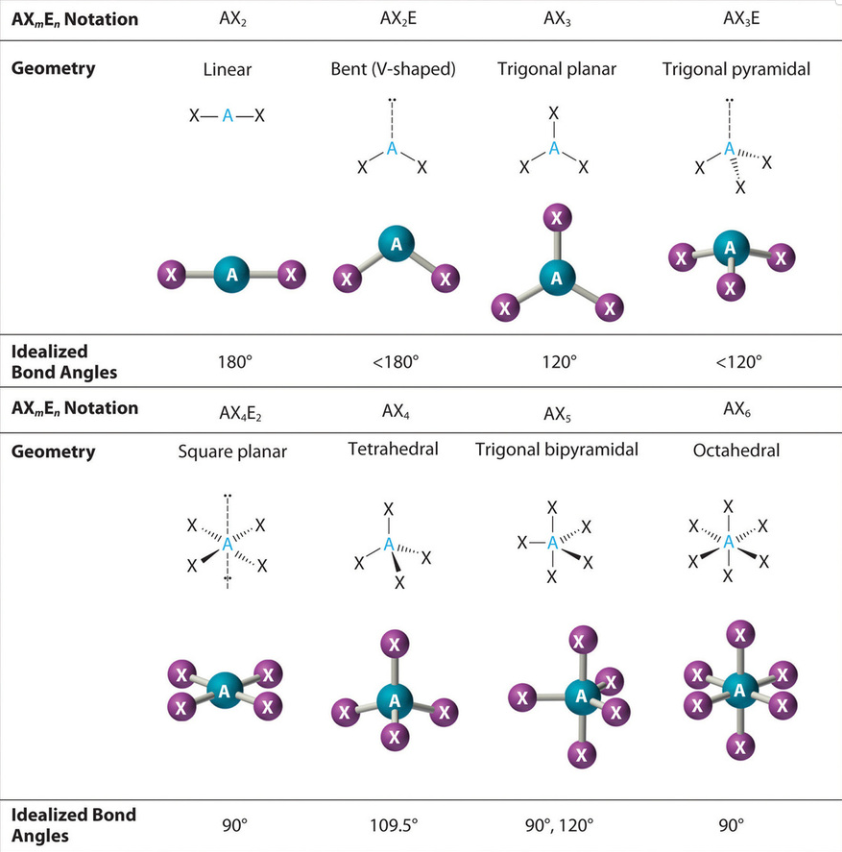 AXmEn Notation AX2 AX2E AX3 AX3E
Geometry Linear Bent (V-shaped) Trigonal planar Trigonal pyramidal
X—A—X
..
A
X X
X
A
X X
..
A
X X
X
X A X
A
X X
X
A
X X
A
X X
X
Idealized
Bond Angles 180° <180° 120° <120°
AXmEn Notation AX4E2 AX4 AX5 AX6
Geometry Square planar Tetrahedral Trigonal bipyramidal Octahedral
..
X X
A
X X
..
X
A
X X
X
X
X
X—A
X
X
X
X X
A
X X
X
X X
A
X X
X
A
X X
X
X
X
X A
X
X
X
X X
A
X X
X
Idealized Bond
Angles 90° 109.5° 90°, 120° 90°